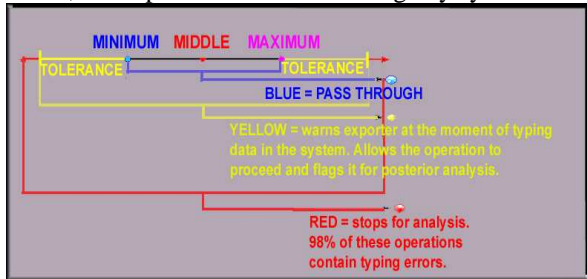 MINIMUM MIDDLE MAXIMUM
TOLERANCE TOLERANCE
BLUE = PASS THROUGH
YELLOW = warns exporter at the moment of typing
data in the system. Allows the operation to
proceed and flags it for posterior analysis.
RED = stops for analysis.
98% of these operations
contain typing errors.